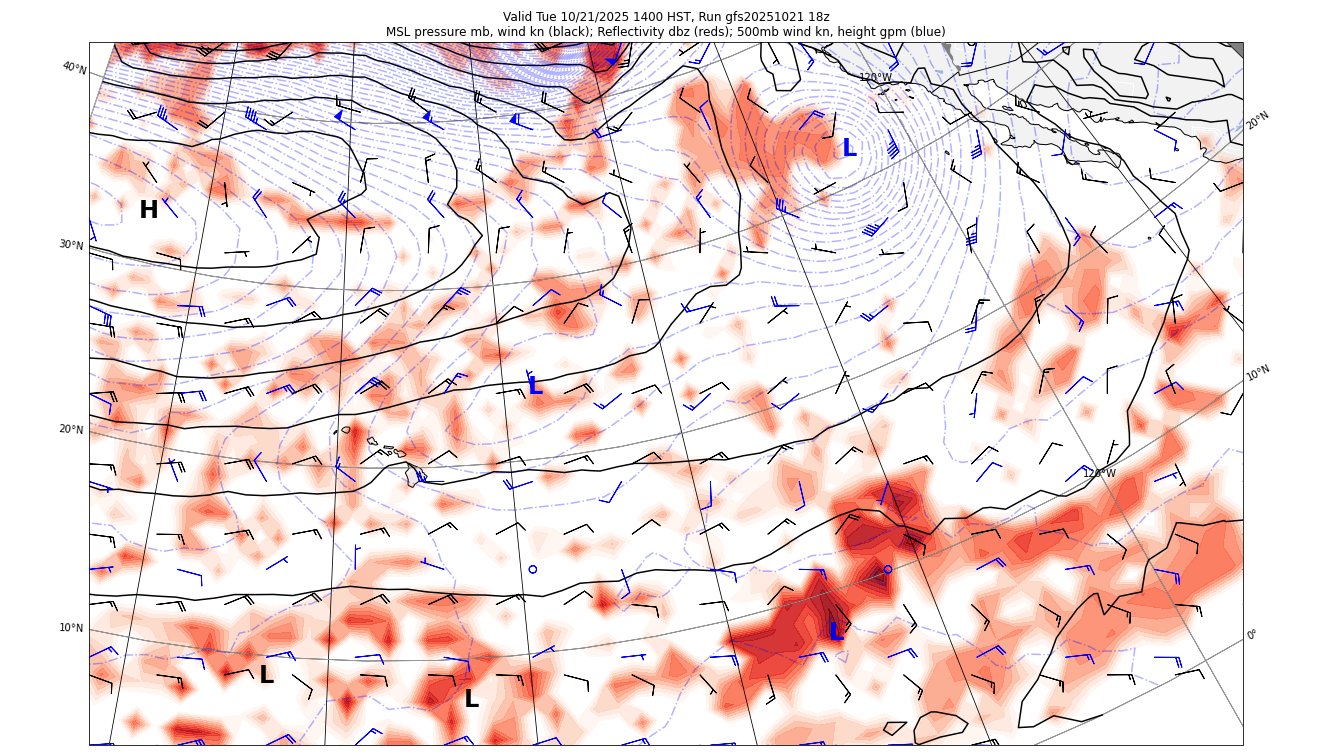 Valid Tue 10/21/2025 1400 HST, Run gfs20251021 18z
MSL pressure mb, wind kn (black); Reflectivity dbz (reds); 500mb wind kn, height gpm (blue)
40°N
120°W
20°N
L
H
30°N
10°N
L
20°N
120°W
10°N
L
0°
L
L